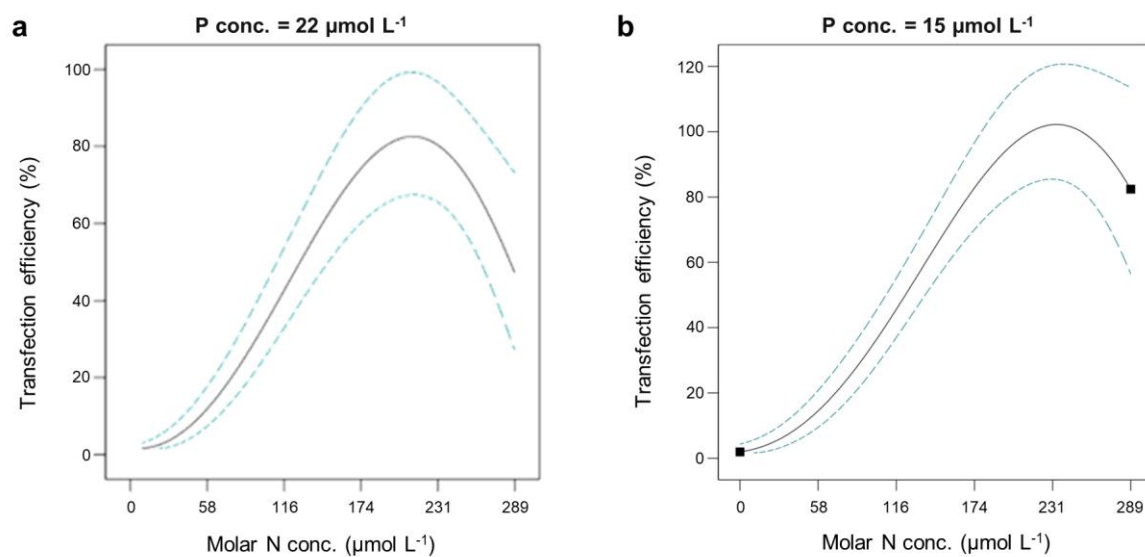 a
P conc. = 22 µmol L⁻¹
Transfection efficiency (%)
100
80
60
40
20
0
0 58 116 174 231 289
Molar N conc. (µmol L⁻¹)
b
P conc. = 15 µmol L⁻¹
Transfection efficiency (%)
120
100
80
60
40
20
0
0 58 116 174 231 289
Molar N conc. (µmol L⁻¹)